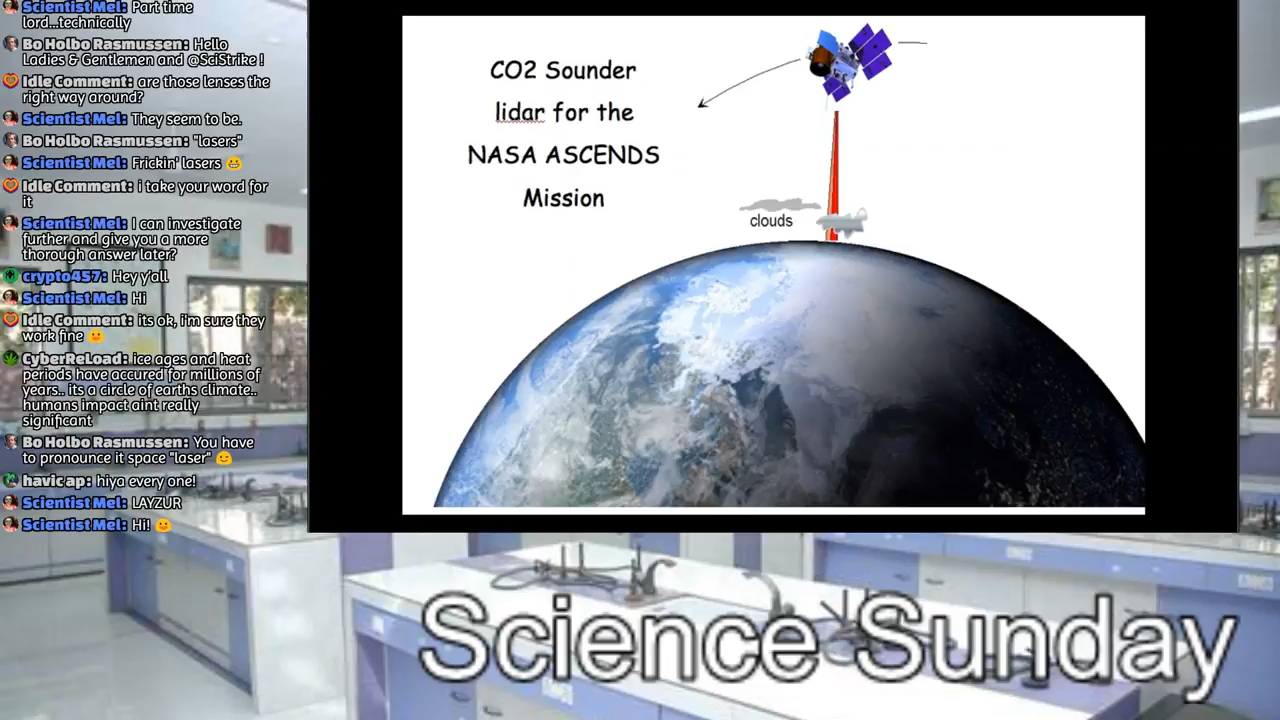 Scientist Mel: Part time
lord...technically
Bo Holbo Rasmussen: Hello
Ladies & Gentlemen and @SciStrike !
Idle Comment: are those lenses the
right way around?
Scientist Mel: They seem to be.
Bo Holbo Rasmussen: "lasers"
Scientist Mel: Frickin' lasers 😀
Idle Comment: i take your word for
it
Scientist Mel: I can investigate
further and give you a more
thorough answer later?
crypto457: Hey y'all
Scientist Mel: Hi
Idle Comment: its ok, i'm sure they
work fine 🙂
CyberReLoad: ice ages and heat
periods have accured for millions of
years.. its a circle of earths climate..
humans impact aint really
significant
Bo Holbo Rasmussen: You have
to pronounce it space "laser" 🙂
havic ap: hiya every one!
Scientist Mel: LAYZUR
Scientist Mel: Hi! 🙂
CO2 Sounder
lidar for the
NASA ASCENDS
Mission
clouds
Science Sunday